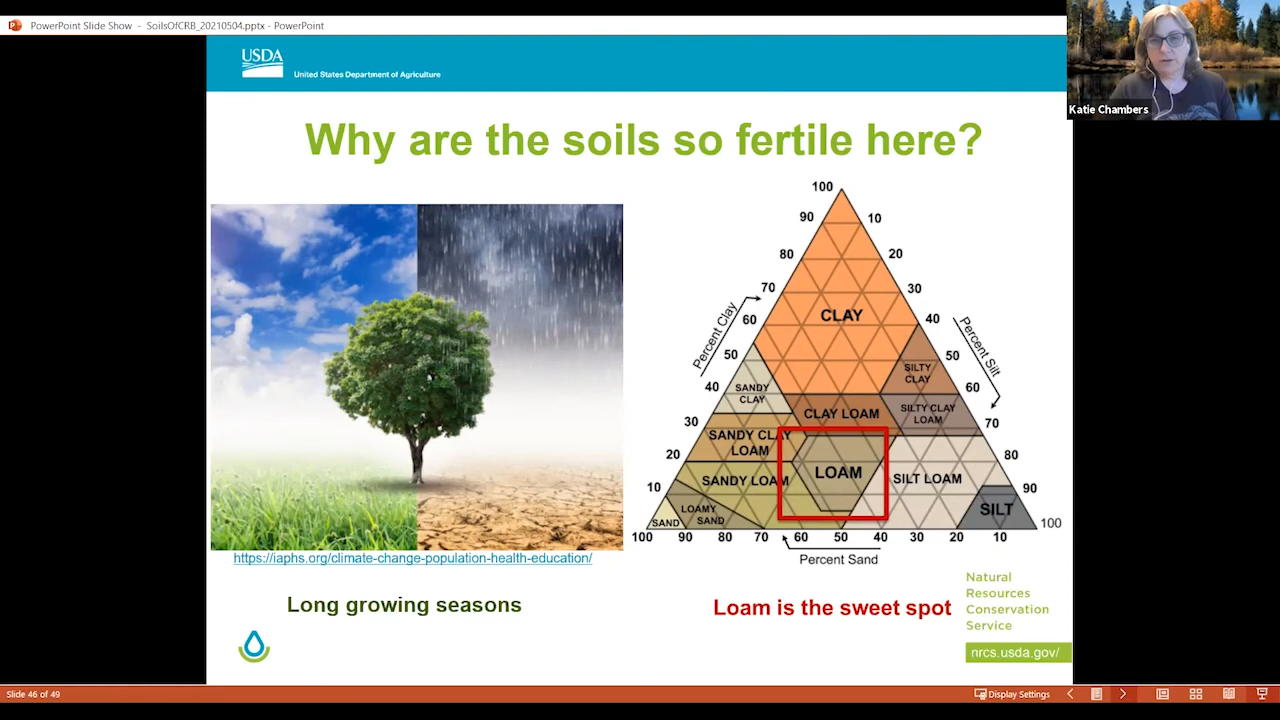 PowerPoint Slide Show - SoilsOfCRB_20210504.pptx - PowerPoint
Katie Chambers
USDA
United States Department of Agriculture
Why are the soils so fertile here?
100
90
10
80
20
70
30
60
40
50
50
40
60
30
70
20
80
10
90
100
Percent Clay
Percent Silt
CLAY
SILTY
CLAY
SANDY
CLAY
CLAY LOAM
SILTY CLAY
LOAM
SANDY CLAY
LOAM
LOAM
SANDY LOAM
SILT LOAM
LOAMY
SAND
SAND
SILT
100 90 80 70 60 50 40 30 20 10
Percent Sand
https://iaphs.org/climate-change-population-health-education/
Long growing seasons
Loam is the sweet spot
Natural
Resources
Conservation
Service
nrcs.usda.gov/
Slide 46 of 49
Display Settings